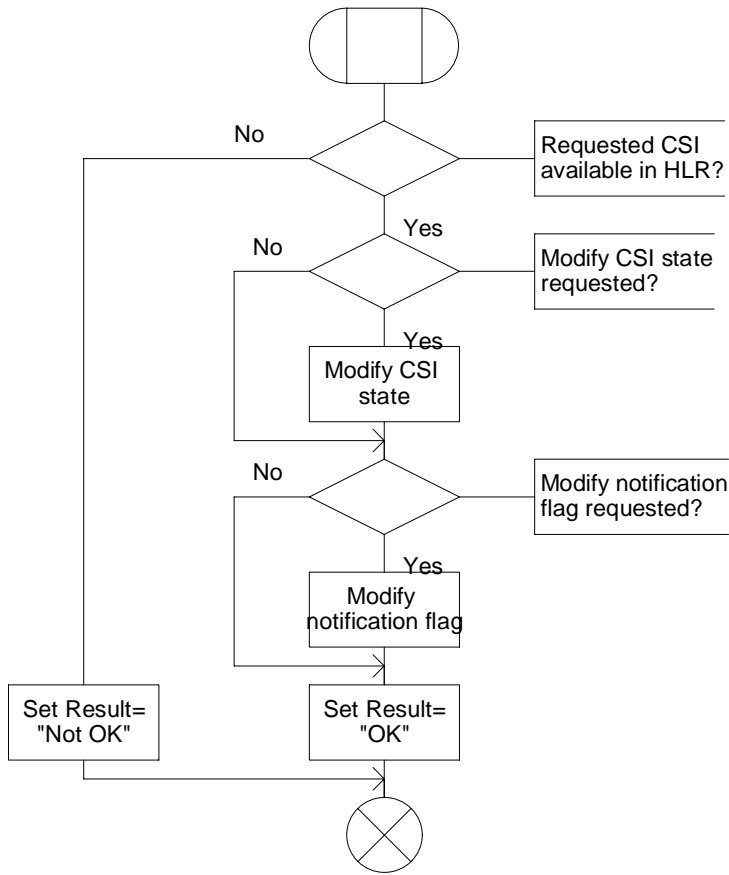 No
Requested CSI
available in HLR?
Yes
No
Modify CSI state
requested?
Yes
Modify CSI
state
No
Modify notification
flag requested?
Yes
Modify
notification flag
Set Result=
"Not OK"
Set Result=
"OK"